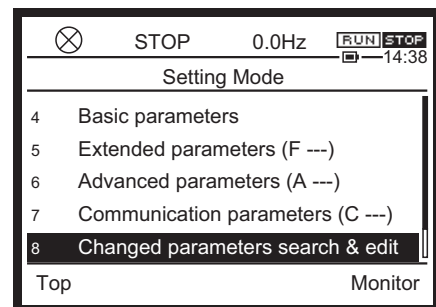 STOP 0.0Hz RUN STOP
14:38
Setting Mode
4 Basic parameters
5 Extended parameters (F ---)
6 Advanced parameters (A ---)
7 Communication parameters (C ---)
8 Changed parameters search & edit
Top Monitor